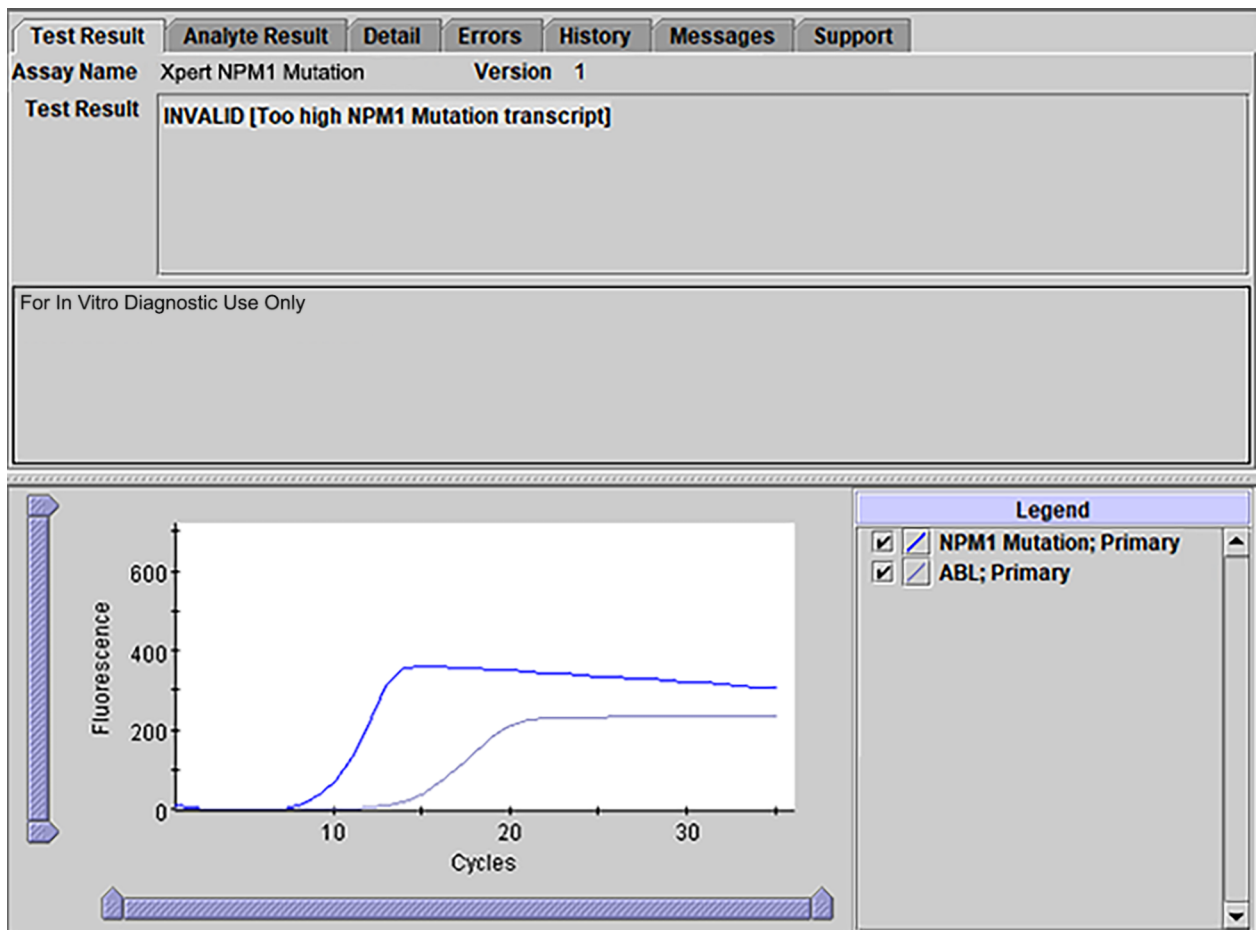 Test Result Analyte Result Detail Errors History Messages Support
Assay Name Xpert NPM1 Mutation Version 1
Test Result INVALID [Too high NPM1 Mutation transcript]
For In Vitro Diagnostic Use Only
600
400
200
0
Fluorescence
10 20 30
Cycles
Legend
NPM1 Mutation; Primary
ABL; Primary